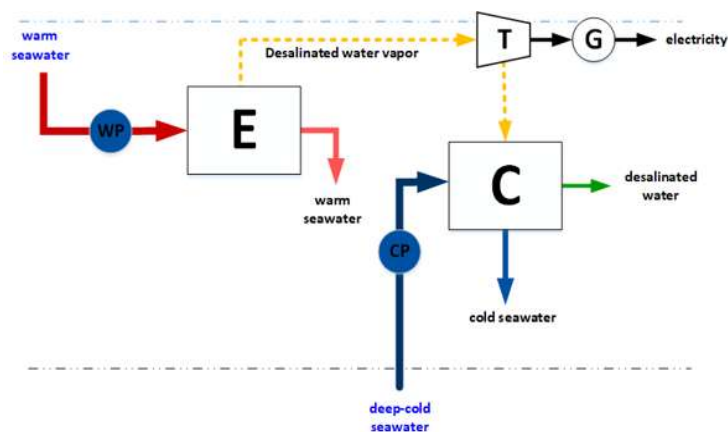 warm
seawater
Desalinated water vapor
T
G
electricity
WP
E
warm
seawater
C
desalinated
water
CP
cold seawater
deep-cold
seawater